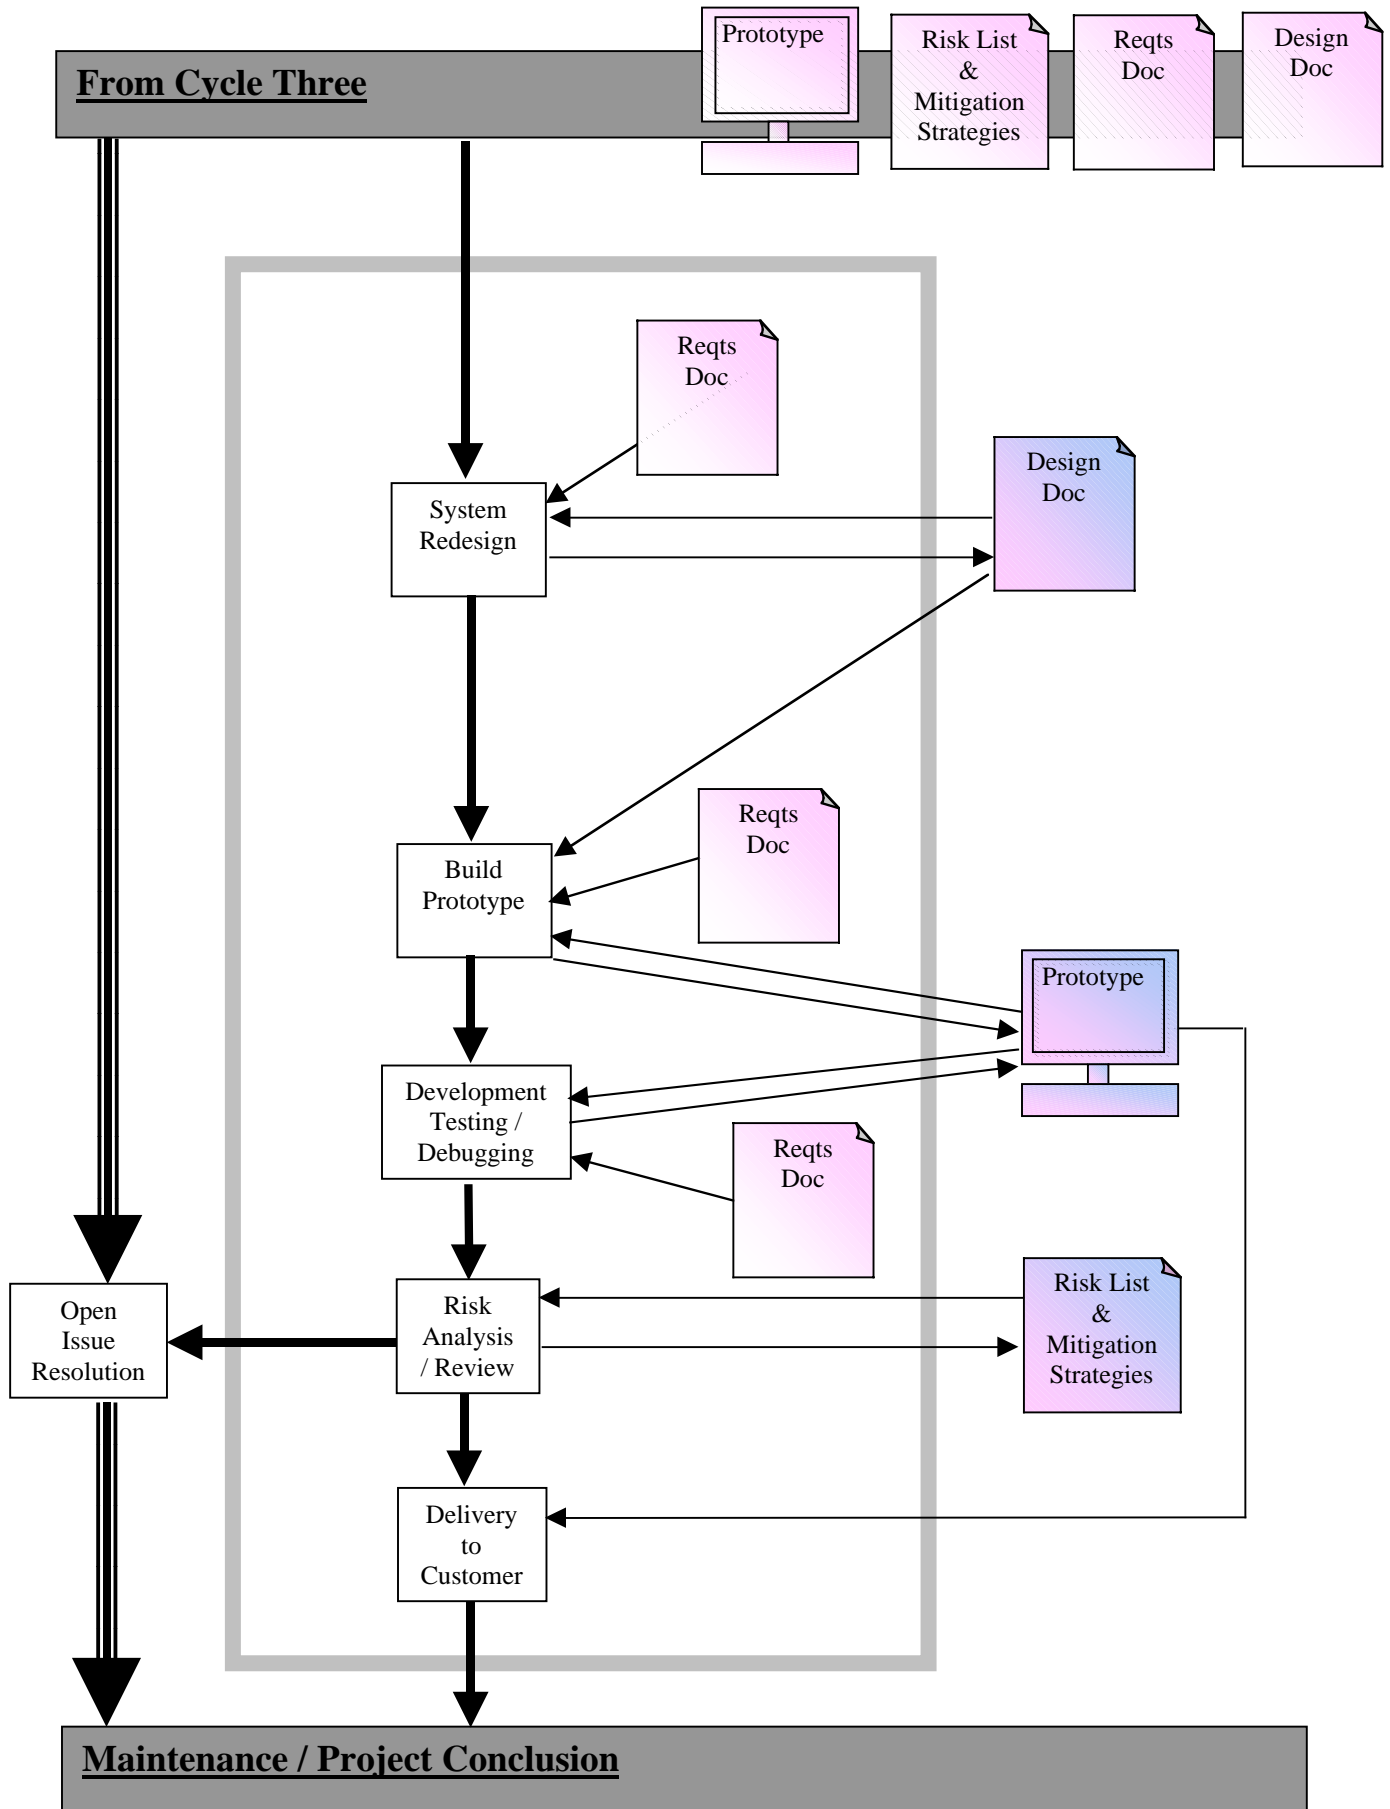 From Cycle Three
Prototype
Risk List
&
Mitigation
Strategies
Reqts
Doc
Design
Doc
Reqts
Doc
Design
Doc
System
Redesign
Reqts
Doc
Build
Prototype
Prototype
Development
Testing /
Debugging
Reqts
Doc
Open
Issue
Resolution
Risk
Analysis
/ Review
Risk List
&
Mitigation
Strategies
Delivery
to
Customer
Maintenance / Project Conclusion